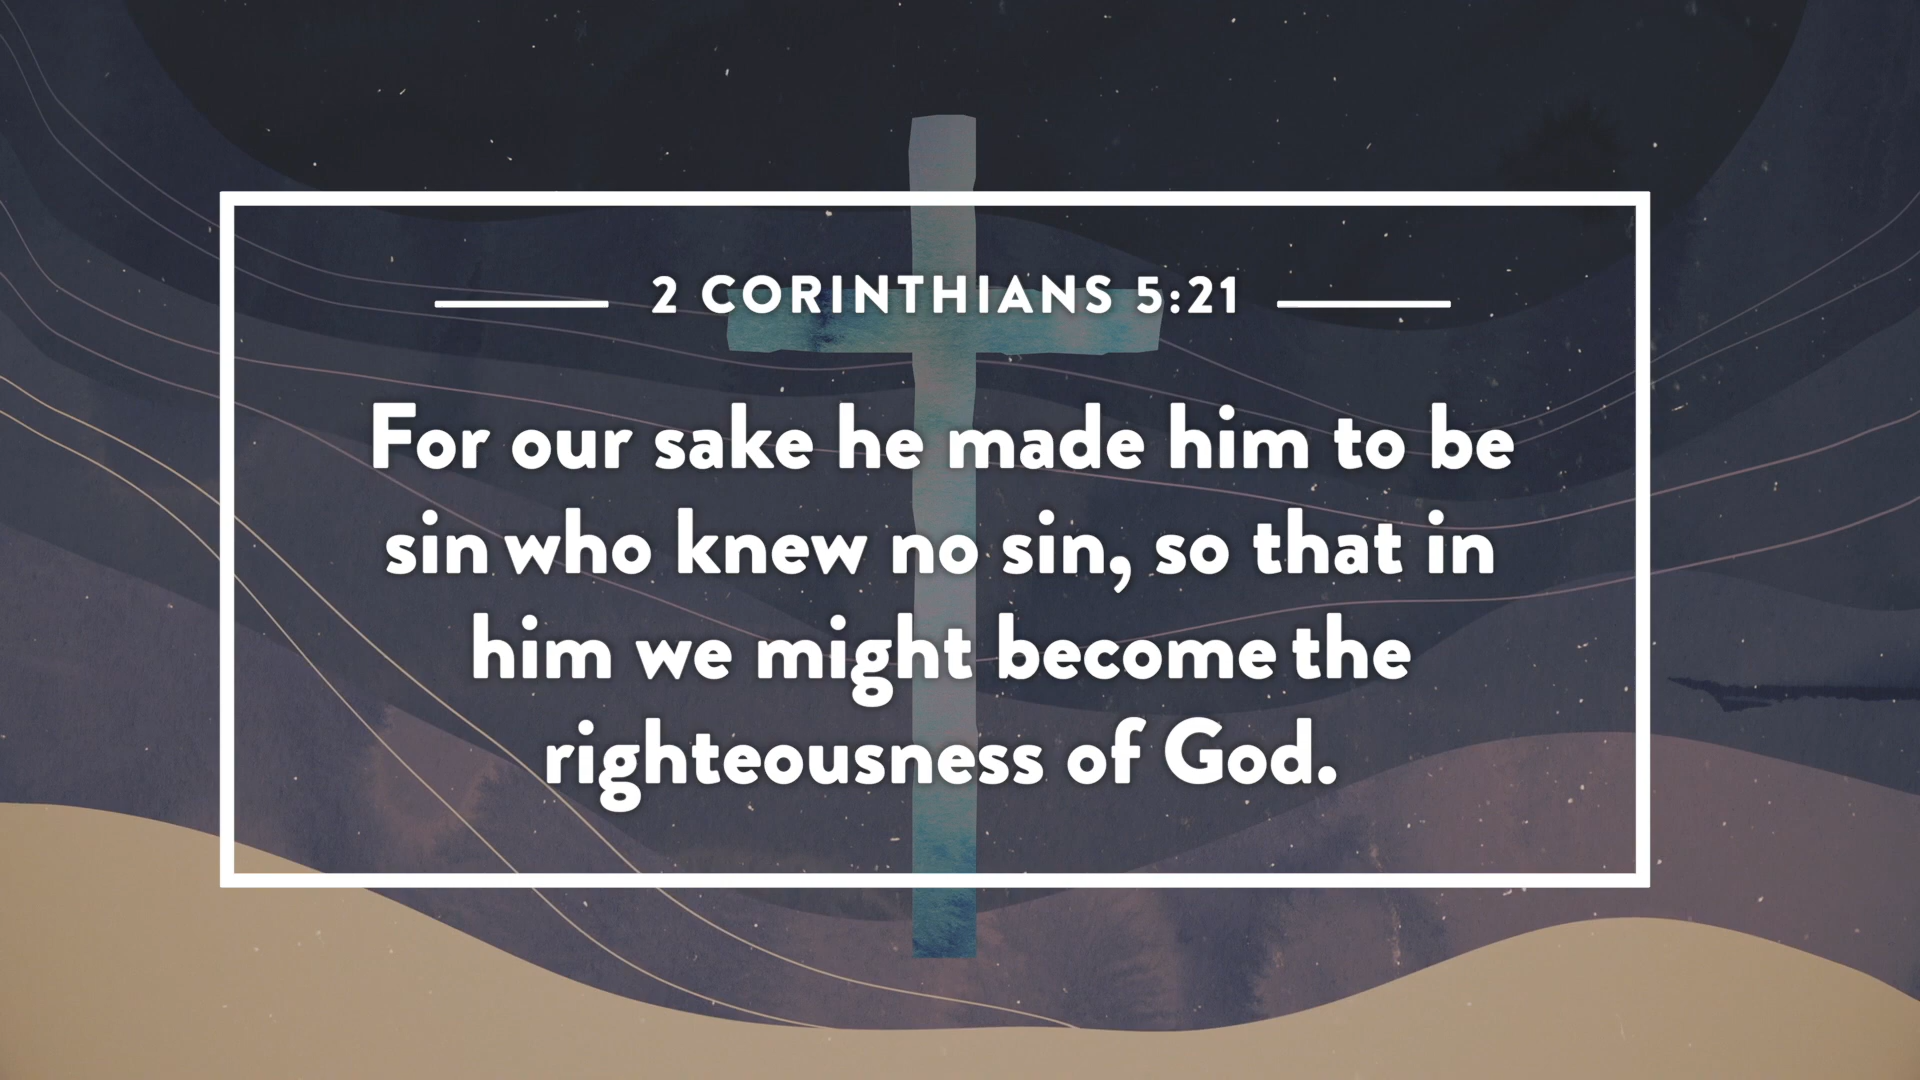 2 CORINTHIANS 5:21
For our sake he made him to be
sin who knew no sin, so that in
him we might become the
righteousness of God.